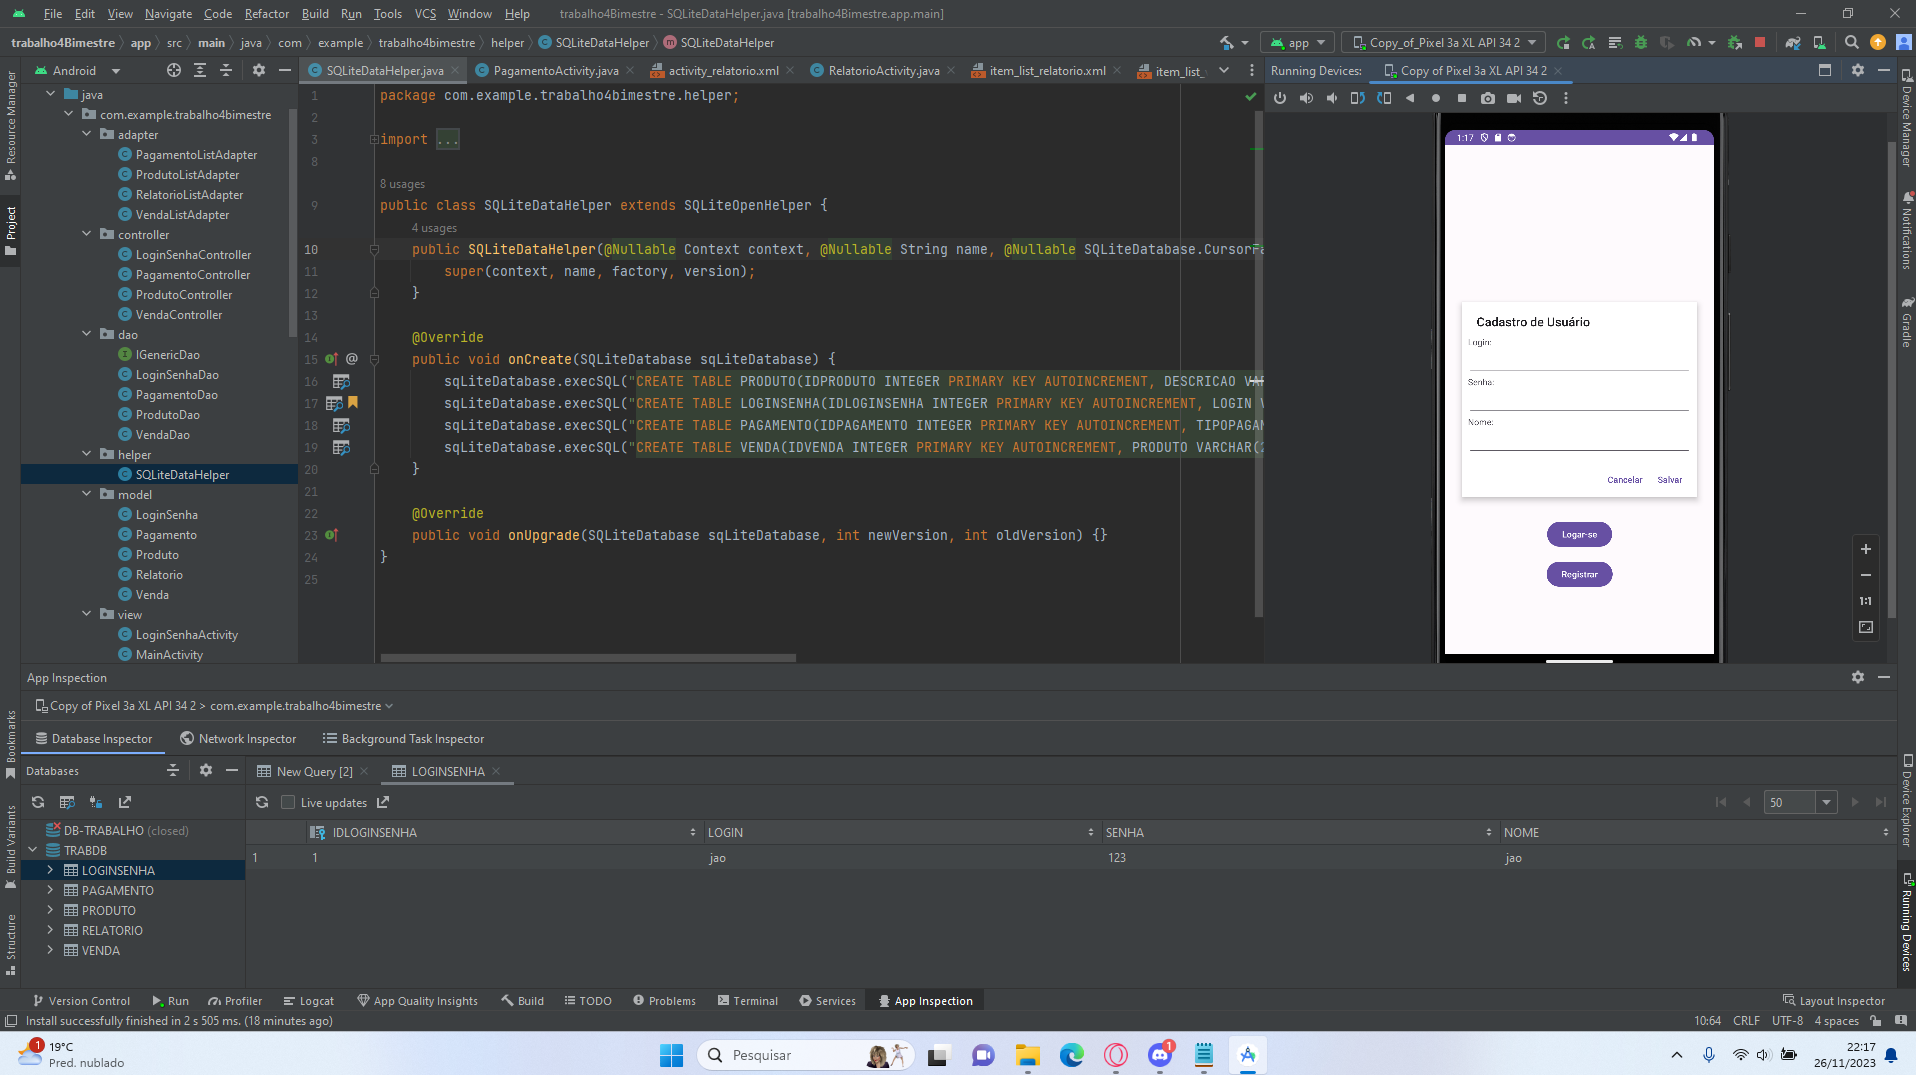 File Edit View Navigate Code Refactor Build Run Tools VCS Window Help trabalho4Bimestre - SQLiteDataHelper.java [trabalho4Bimestre.app.main]
trabalho4Bimestre app src main java com example trabalho4bimestre helper SQLiteDataHelper SQLiteDataHelper
app Copy_of_Pixel 3a XL API 34 2
Android
SQLiteDataHelper.java PagamentoActivity.java activity_relatorio.xml RelatorioActivity.java item_list_relatorio.xml item_list_
Running Devices: Copy of Pixel 3a XL API 34 2
Resource Manager
Project
Bookmarks
Build Variants
Structure
java
com.example.trabalho4bimestre
adapter
PagamentoListAdapter
ProdutoListAdapter
RelatorioListAdapter
VendaListAdapter
controller
LoginSenhaController
PagamentoController
ProdutoController
VendaController
dao
IGenericDao
LoginSenhaDao
PagamentoDao
ProdutoDao
VendaDao
helper
SQLiteDataHelper
model
LoginSenha
Pagamento
Produto
Relatorio
Venda
view
LoginSenhaActivity
MainActivity
1 package com.example.trabalho4bimestre.helper;
2
3 import ...
8
8 usages
9 public class SQLiteDataHelper extends SQLiteOpenHelper {
4 usages
10 public SQLiteDataHelper(@Nullable Context context, @Nullable String name, @Nullable SQLiteDatabase.CursorF
11 super(context, name, factory, version);
12 }
13
14 @Override
15 @ public void onCreate(SQLiteDatabase sqLiteDatabase) {
16 sqLiteDatabase.execSQL("CREATE TABLE PRODUTO(IDPRODUTO INTEGER PRIMARY KEY AUTOINCREMENT, DESCRICAO VAR
17 sqLiteDatabase.execSQL("CREATE TABLE LOGINSENHA(IDLOGINSENHA INTEGER PRIMARY KEY AUTOINCREMENT, LOGIN V
18 sqLiteDatabase.execSQL("CREATE TABLE PAGAMENTO(IDPAGAMENTO INTEGER PRIMARY KEY AUTOINCREMENT, TIPOPAGAM
19 sqLiteDatabase.execSQL("CREATE TABLE VENDA(IDVENDA INTEGER PRIMARY KEY AUTOINCREMENT, PRODUTO VARCHAR(2
20 }
21
22 @Override
23 public void onUpgrade(SQLiteDatabase sqLiteDatabase, int newVersion, int oldVersion) {}
24 }
25
1:17
Cadastro de Usuário
Login:
Senha:
Nome:
Cancelar Salvar
Logar-se
Registrar
1:1
Device Manager
Notifications
Gradle
Device Explorer
Running Devices
App Inspection
Copy of Pixel 3a XL API 34 2 > com.example.trabalho4bimestre
Database Inspector Network Inspector Background Task Inspector
Databases
New Query [2] LOGINSENHA
Live updates
50
DB-TRABALHO (closed)
TRABDB
LOGINSENHA
PAGAMENTO
PRODUTO
RELATORIO
VENDA
IDLOGINSENHA LOGIN SENHA NOME
1 1 jao 123 jao
Version Control Run Profiler Logcat App Quality Insights Build TODO Problems Terminal Services App Inspection Layout Inspector
Install successfully finished in 2 s 505 ms. (18 minutes ago)
10:64 CRLF UTF-8 4 spaces
1
19°C
Pred. nublado
Pesquisar
1
22:17
26/11/2023